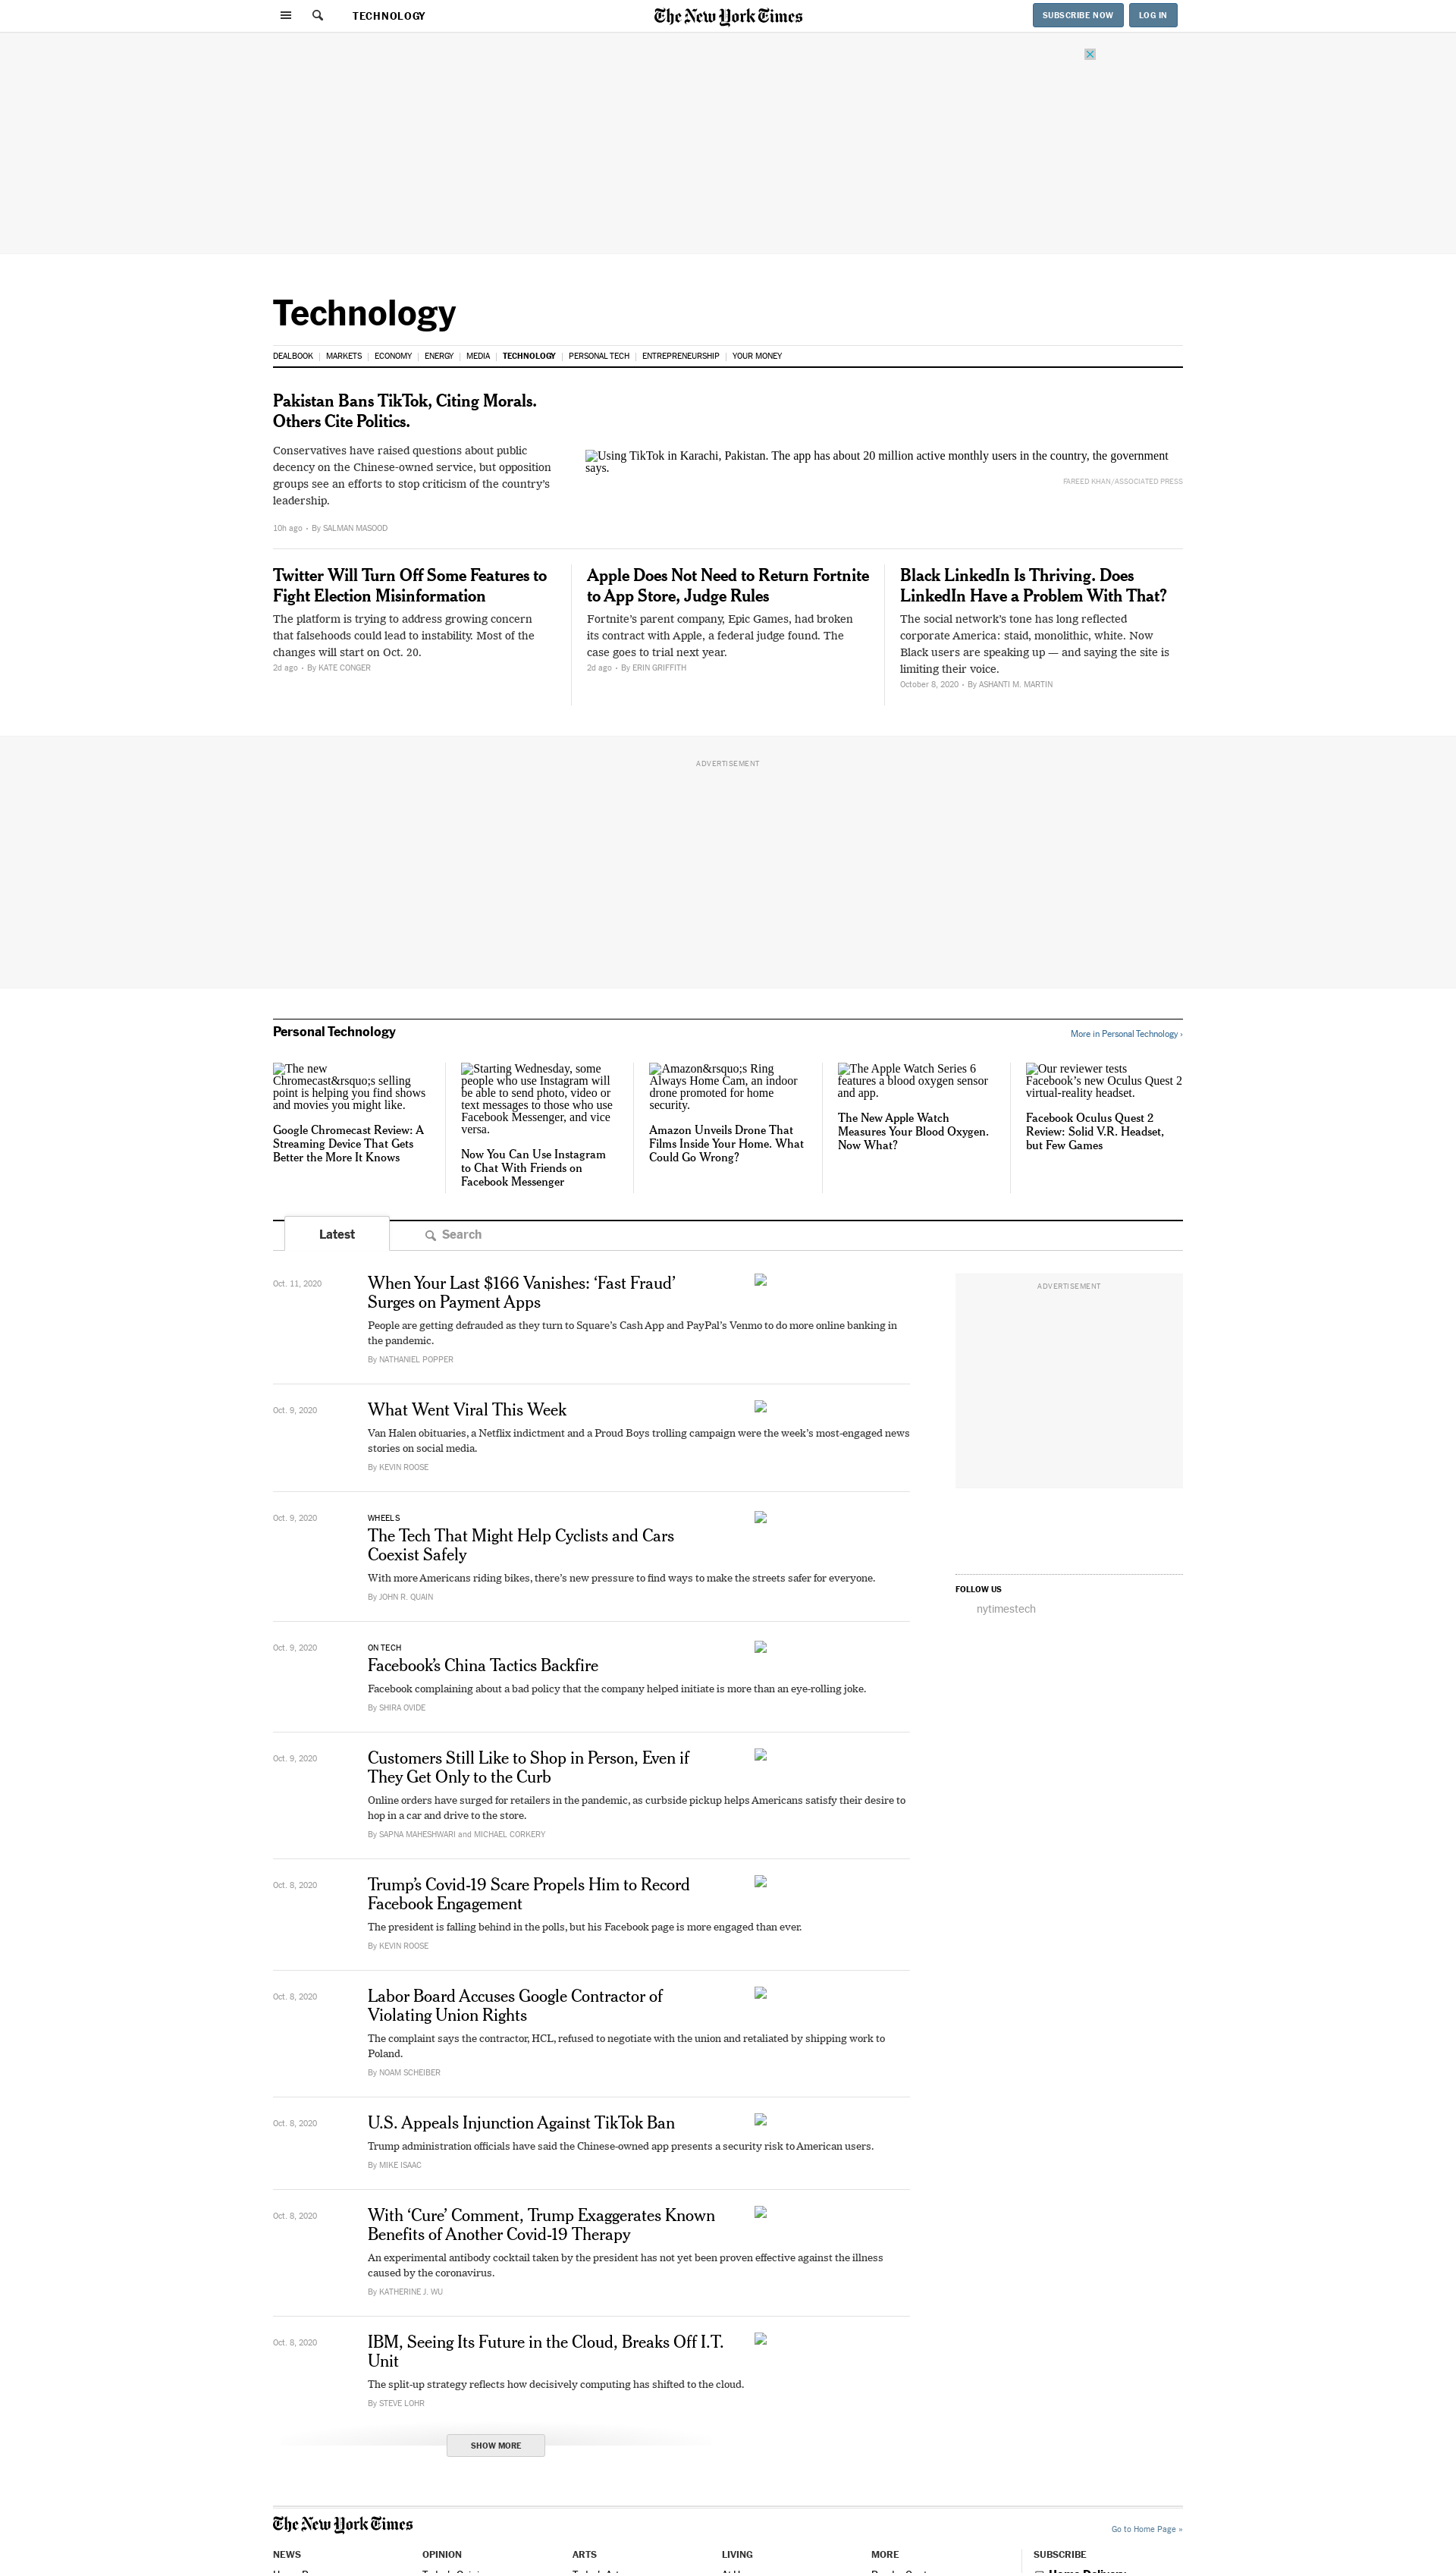 TECHNOLOGY
The New York Times
SUBSCRIBE NOW
LOG IN
Technology
DEALBOOK
MARKETS
ECONOMY
ENERGY
MEDIA
TECHNOLOGY
PERSONAL TECH
ENTREPRENEURSHIP
YOUR MONEY
Pakistan Bans TikTok, Citing Morals.
Others Cite Politics.
Conservatives have raised questions about public
decency on the Chinese-owned service, but opposition
groups see an efforts to stop criticism of the country’s
leadership.
10h ago • By SALMAN MASOOD
Using TikTok in Karachi, Pakistan. The app has about 20 million active monthly users in the country, the government
says.
FAREED KHAN/ASSOCIATED PRESS
Twitter Will Turn Off Some Features to
Fight Election Misinformation
The platform is trying to address growing concern
that falsehoods could lead to instability. Most of the
changes will start on Oct. 20.
2d ago • By KATE CONGER
Apple Does Not Need to Return Fortnite
to App Store, Judge Rules
Fortnite’s parent company, Epic Games, had broken
its contract with Apple, a federal judge found. The
case goes to trial next year.
2d ago • By ERIN GRIFFITH
Black LinkedIn Is Thriving. Does
LinkedIn Have a Problem With That?
The social network’s tone has long reflected
corporate America: staid, monolithic, white. Now
Black users are speaking up — and saying the site is
limiting their voice.
October 8, 2020 • By ASHANTI M. MARTIN
ADVERTISEMENT
Personal Technology
More in Personal Technology ›
The new
Chromecast&rsquo;s selling
point is helping you find shows
and movies you might like.
Google Chromecast Review: A
Streaming Device That Gets
Better the More It Knows
Starting Wednesday, some
people who use Instagram will
be able to send photo, video or
text messages to those who use
Facebook Messenger, and vice
versa.
Now You Can Use Instagram
to Chat With Friends on
Facebook Messenger
Amazon&rsquo;s Ring
Always Home Cam, an indoor
drone promoted for home
security.
Amazon Unveils Drone That
Films Inside Your Home. What
Could Go Wrong?
The Apple Watch Series 6
features a blood oxygen sensor
and app.
The New Apple Watch
Measures Your Blood Oxygen.
Now What?
Our reviewer tests
Facebook’s new Oculus Quest 2
virtual-reality headset.
Facebook Oculus Quest 2
Review: Solid V.R. Headset,
but Few Games
Latest
Search
Oct. 11, 2020
When Your Last $166 Vanishes: ‘Fast Fraud’
Surges on Payment Apps
People are getting defrauded as they turn to Square’s Cash App and PayPal’s Venmo to do more online banking in
the pandemic.
By NATHANIEL POPPER
Oct. 9, 2020
What Went Viral This Week
Van Halen obituaries, a Netflix indictment and a Proud Boys trolling campaign were the week’s most-engaged news
stories on social media.
By KEVIN ROOSE
Oct. 9, 2020
WHEELS
The Tech That Might Help Cyclists and Cars
Coexist Safely
With more Americans riding bikes, there’s new pressure to find ways to make the streets safer for everyone.
By JOHN R. QUAIN
Oct. 9, 2020
ON TECH
Facebook’s China Tactics Backfire
Facebook complaining about a bad policy that the company helped initiate is more than an eye-rolling joke.
By SHIRA OVIDE
Oct. 9, 2020
Customers Still Like to Shop in Person, Even if
They Get Only to the Curb
Online orders have surged for retailers in the pandemic, as curbside pickup helps Americans satisfy their desire to
hop in a car and drive to the store.
By SAPNA MAHESHWARI and MICHAEL CORKERY
Oct. 8, 2020
Trump’s Covid-19 Scare Propels Him to Record
Facebook Engagement
The president is falling behind in the polls, but his Facebook page is more engaged than ever.
By KEVIN ROOSE
Oct. 8, 2020
Labor Board Accuses Google Contractor of
Violating Union Rights
The complaint says the contractor, HCL, refused to negotiate with the union and retaliated by shipping work to
Poland.
By NOAM SCHEIBER
Oct. 8, 2020
U.S. Appeals Injunction Against TikTok Ban
Trump administration officials have said the Chinese-owned app presents a security risk to American users.
By MIKE ISAAC
Oct. 8, 2020
With ‘Cure’ Comment, Trump Exaggerates Known
Benefits of Another Covid-19 Therapy
An experimental antibody cocktail taken by the president has not yet been proven effective against the illness
caused by the coronavirus.
By KATHERINE J. WU
Oct. 8, 2020
IBM, Seeing Its Future in the Cloud, Breaks Off I.T.
Unit
The split-up strategy reflects how decisively computing has shifted to the cloud.
By STEVE LOHR
SHOW MORE
ADVERTISEMENT
FOLLOW US
nytimestech
The New York Times
Go to Home Page »
NEWS
OPINION
ARTS
LIVING
MORE
SUBSCRIBE